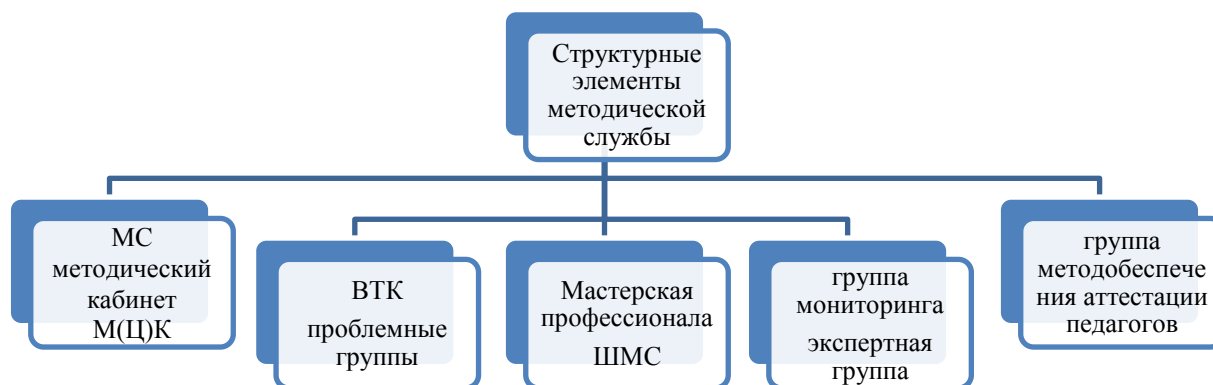 Структурные
элементы
методической
службы
МС
методический
кабинет
М(Ц)К
ВТК
проблемные
группы
Мастерская
профессионала
ШМС
группа
мониторинга
экспертная
группа
группа
методобеспече
ния аттестации
педагогов